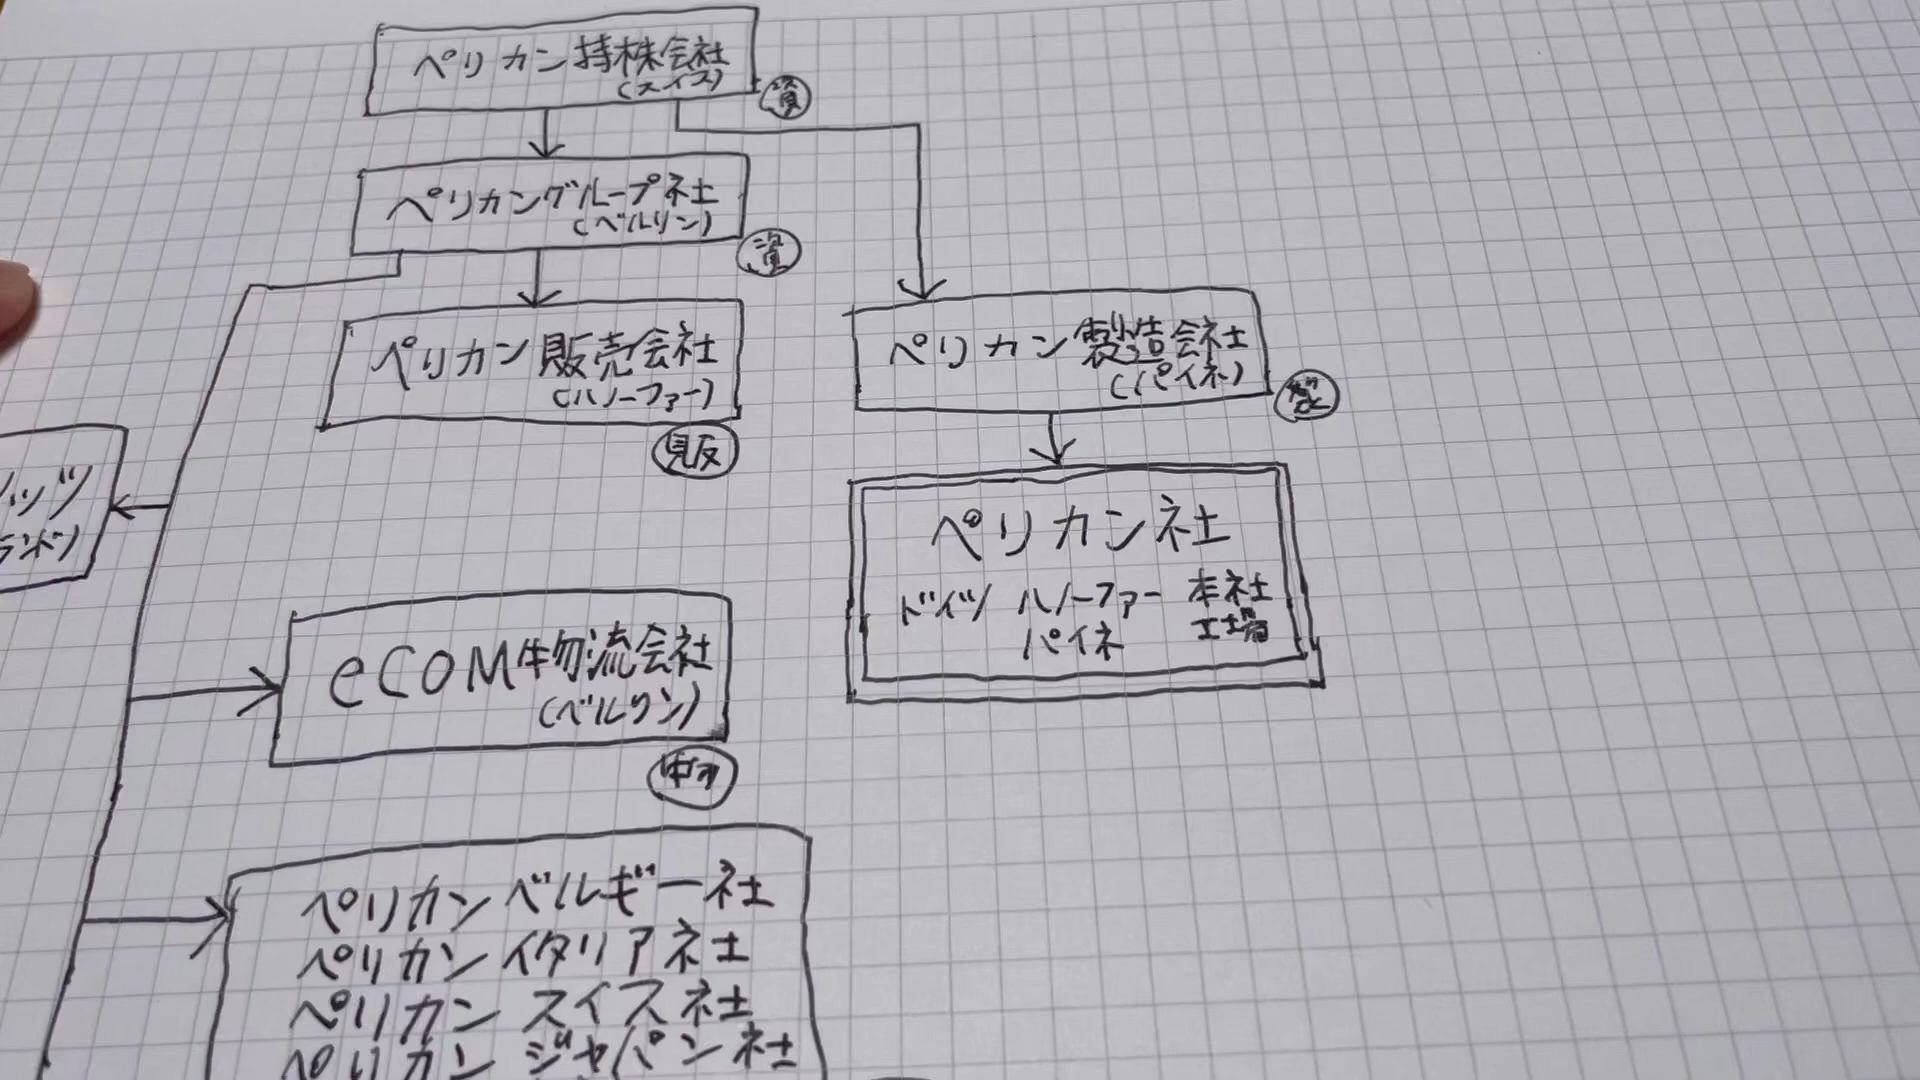 ペリカン持株会社
(スイス)
資
ペリカングループ社
(ベルリン)
資
ペリカン販売会社
(ハノーファー)
販
ペリカン製造会社
(パイネ)
製
ペリカン社
ドイツ ハノーファー 本社
パイネ 工場
eCOM物流会社
(ベルリン)
物
ペリカンベルギー社
ペリカンイタリア社
ペリカンスイス社
ペリカンジャパン社